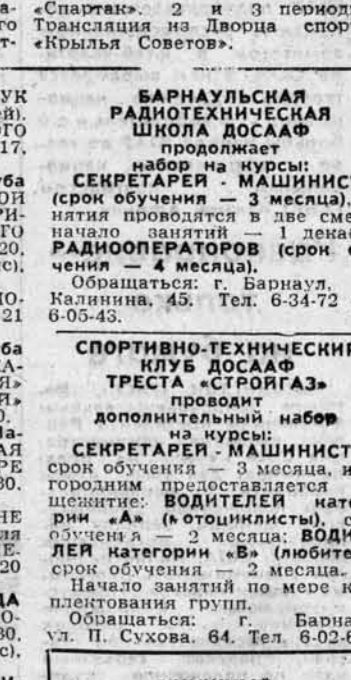 «Спартак». 2 и 3 период
Трансляция из Дворца спор
«Крылья Советов».
БАРНАУЛЬСКАЯ
РАДИОТЕХНИЧЕСКАЯ
ШКОЛА ДОСААФ
продолжает
набор на курсы:
СЕКРЕТАРЕЙ - МАШИНИС
(срок обучения — 3 месяца).
нятия проводятся в две сме
начало занятий — 1 дека
РАДИООПЕРАТОРОВ (срок
чения — 4 месяца).
Обращаться: г. Барнаул,
Калинина, 45. Тел. 6-34-72
6-05-43.
СПОРТИВНО-ТЕХНИЧЕСКИЙ
КЛУБ ДОСААФ
ТРЕСТА «СТРОЙГАЗ»
проводит
дополнительный набор
на курсы:
СЕКРЕТАРЕЙ - МАШИНИСТ
срок обучения — 3 месяца, и
городним предоставляется
щежитие; ВОДИТЕЛЕЙ кате
рии «А» (мотоциклисты), с
обучения — 2 месяца; ВОДИ
ЛЕЙ категории «В» (любите
срок обучения — 2 месяца.
Начало занятий по мере к
плектования групп.
Обращаться: г. Барна
ул. П. Сухова, 64. Тел. 6-02-6